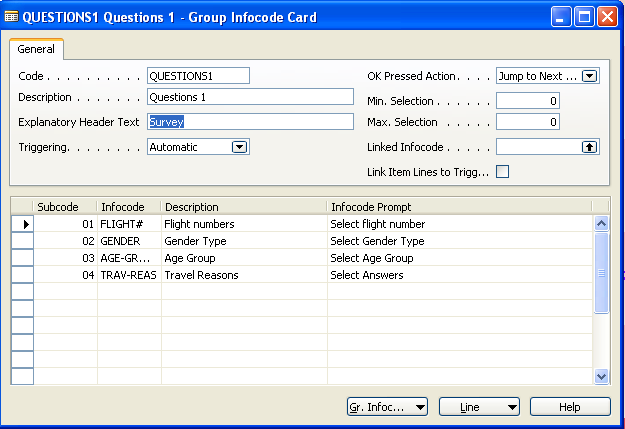 QUESTIONS1 Questions 1 - Group Infocode Card
General
Code . . . . . . . . . . QUESTIONS1 OK Pressed Action . . . . Jump to Next ...
Description . . . . . . . Questions 1 Min. Selection . . . . . . 0
Explanatory Header Text Survey Max. Selection . . . . . 0
Triggering. . . . . . . . Automatic Linked Infocode . . . . .
Link Item Lines to Trigg...
Subcode Infocode Description Infocode Prompt
01 FLIGHT# Flight numbers Select flight number
02 GENDER Gender Type Select Gender Type
03 AGE-GR... Age Group Select Age Group
04 TRAV-REAS Travel Reasons Select Answers
Gr. Infoc... Line Help